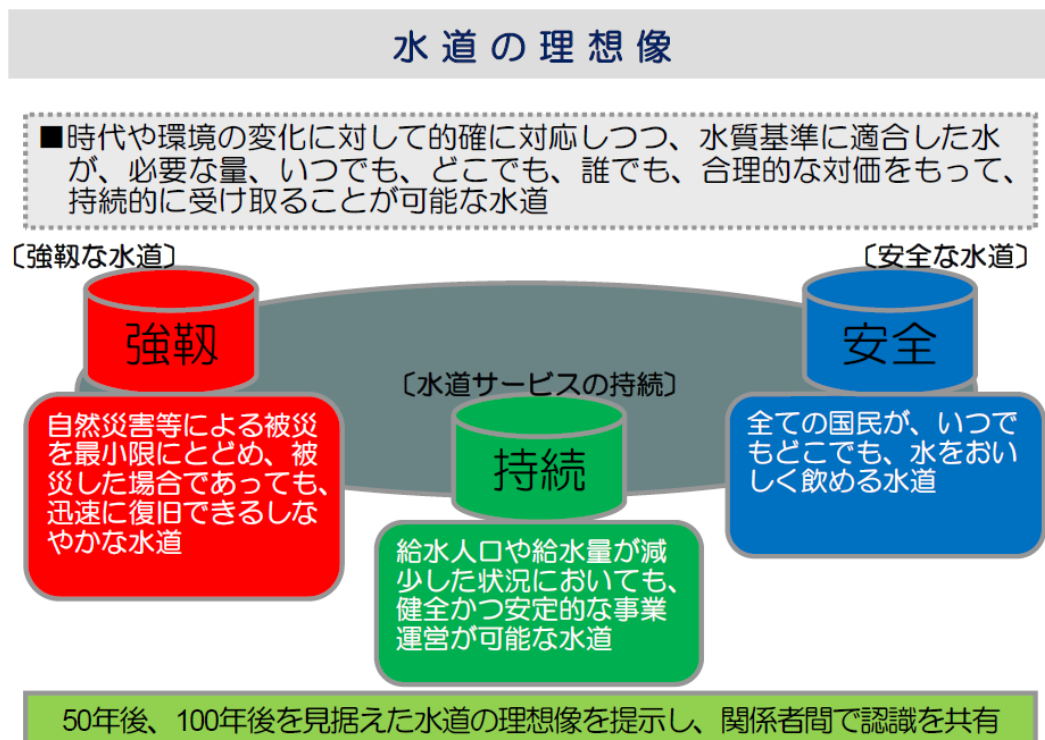 水道の理想像
■時代や環境の変化に対して的確に対応しつつ、水質基準に適合した水
が、必要な量、いつでも、どこでも、誰でも、合理的な対価をもって、
持続的に受け取ることが可能な水道
〔強靱な水道〕
強靱
自然災害等による被災
を最小限にとどめ、被
災した場合であっても、
迅速に復旧できるしな
やかな水道
〔水道サービスの持続〕
持続
給水人口や給水量が減
少した状況においても、
健全かつ安定的な事業
運営が可能な水道
〔安全な水道〕
安全
全ての国民が、いつで
もどこでも、水をおい
しく飲める水道
50年後、100年後を見据えた水道の理想像を提示し、関係者間で認識を共有